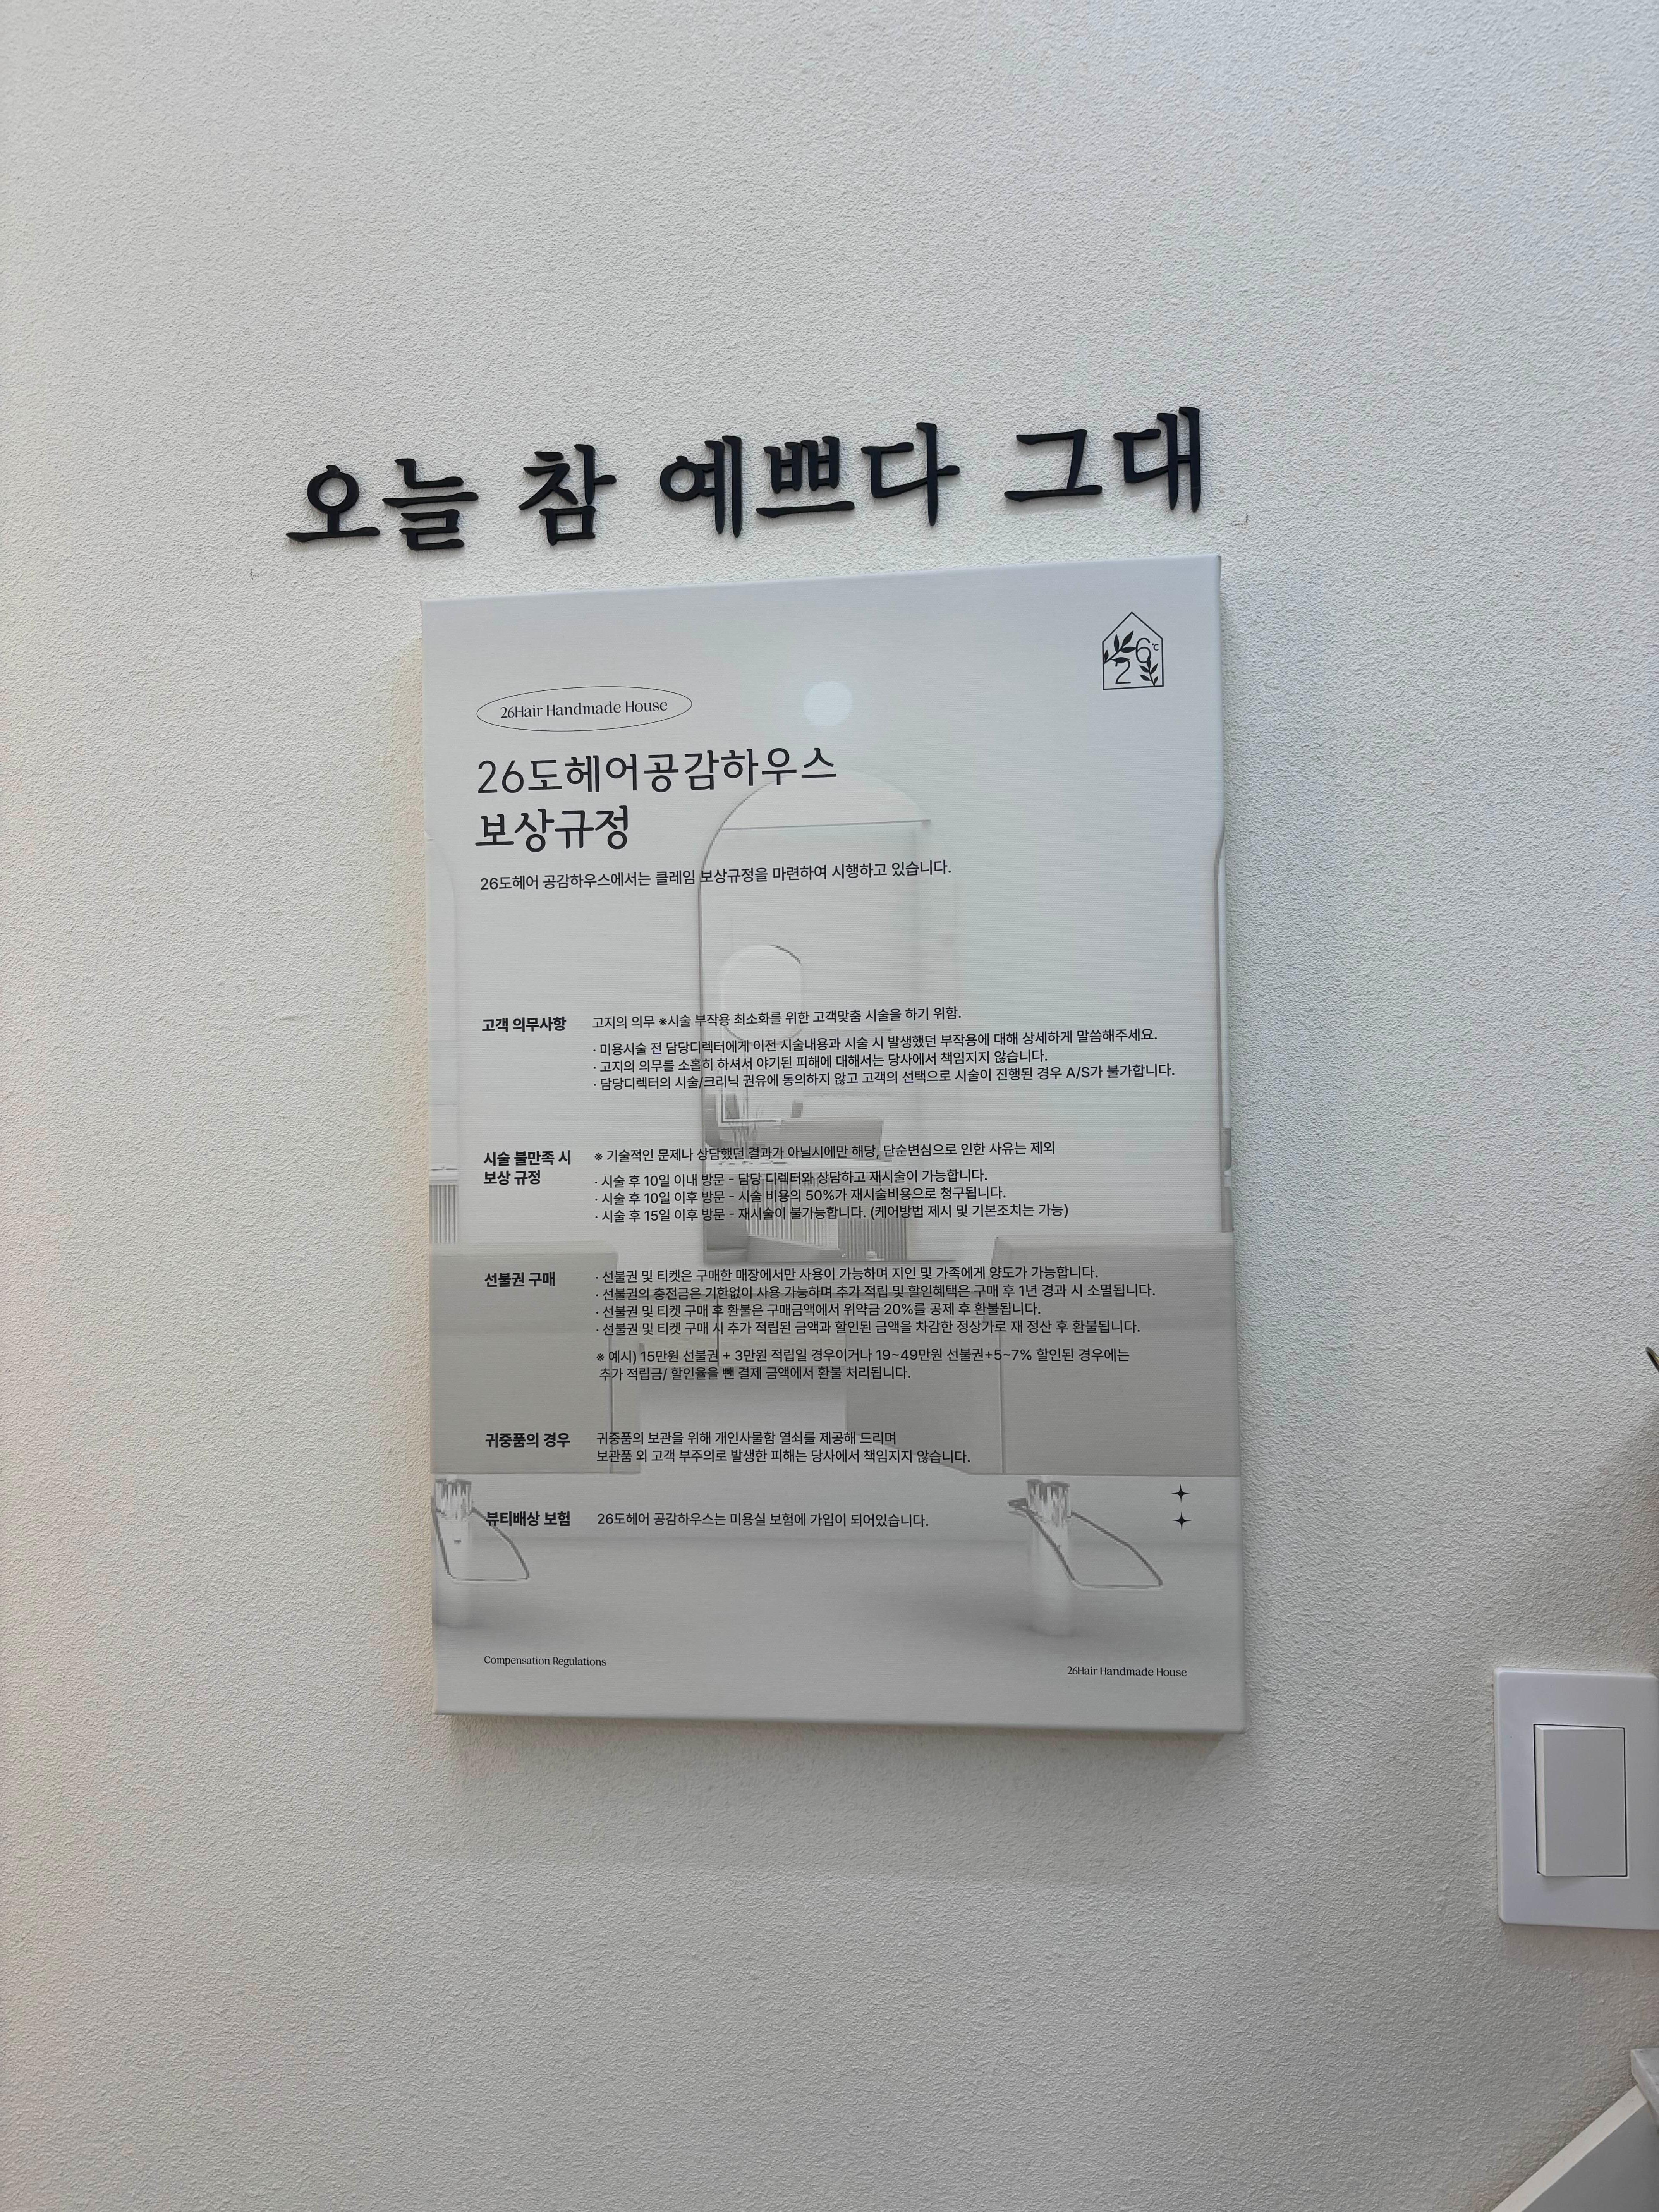 오늘 참 예쁘다 그대
26℃
26Hair Handmade House
26도헤어공감하우스
보상규정
26도헤어 공감하우스에서는 클레임 보상규정을 마련하여 시행하고 있습니다.
고객 의무사항
고지의 의무 ※시술 부작용 최소화를 위한 고객맞춤 시술을 하기 위함.
· 미용시술 전 담당디렉터에게 이전 시술내용과 시술 시 발생했던 부작용에 대해 상세하게 말씀해주세요.
· 고지의 의무를 소홀히 하셔서 야기된 피해에 대해서는 당사에서 책임지지 않습니다.
· 담당디렉터의 시술/크리닉 권유에 동의하지 않고 고객의 선택으로 시술이 진행된 경우 A/S가 불가합니다.
시술 불만족 시
보상 규정
※ 기술적인 문제나 상담했던 결과가 아닐시에만 해당, 단순변심으로 인한 사유는 제외
· 시술 후 10일 이내 방문 - 담당 디렉터와 상담하고 재시술이 가능합니다.
· 시술 후 10일 이후 방문 - 시술 비용의 50%가 재시술비용으로 청구됩니다.
· 시술 후 15일 이후 방문 - 재시술이 불가능합니다. (케어방법 제시 및 기본조치는 가능)
선불권 구매
· 선불권 및 티켓은 구매한 매장에서만 사용이 가능하며 지인 및 가족에게 양도가 가능합니다.
· 선불권의 충전금은 기한없이 사용 가능하며 추가 적립 및 할인혜택은 구매 후 1년 경과 시 소멸됩니다.
· 선불권 및 티켓 구매 후 환불은 구매금액에서 위약금 20%를 공제 후 환불됩니다.
· 선불권 및 티켓 구매 시 추가 적립된 금액과 할인된 금액을 차감한 정상가로 재 정산 후 환불됩니다.
※ 예시) 15만원 선불권 + 3만원 적립일 경우이거나 19~49만원 선불권+5~7% 할인된 경우에는
추가 적립금/ 할인율을 뺀 결제 금액에서 환불 처리됩니다.
귀중품의 경우
귀중품의 보관을 위해 개인사물함 열쇠를 제공해 드리며
보관품 외 고객 부주의로 발생한 피해는 당사에서 책임지지 않습니다.
뷰티배상 보험
26도헤어 공감하우스는 미용실 보험에 가입이 되어있습니다.
Compensation Regulations
26Hair Handmade House